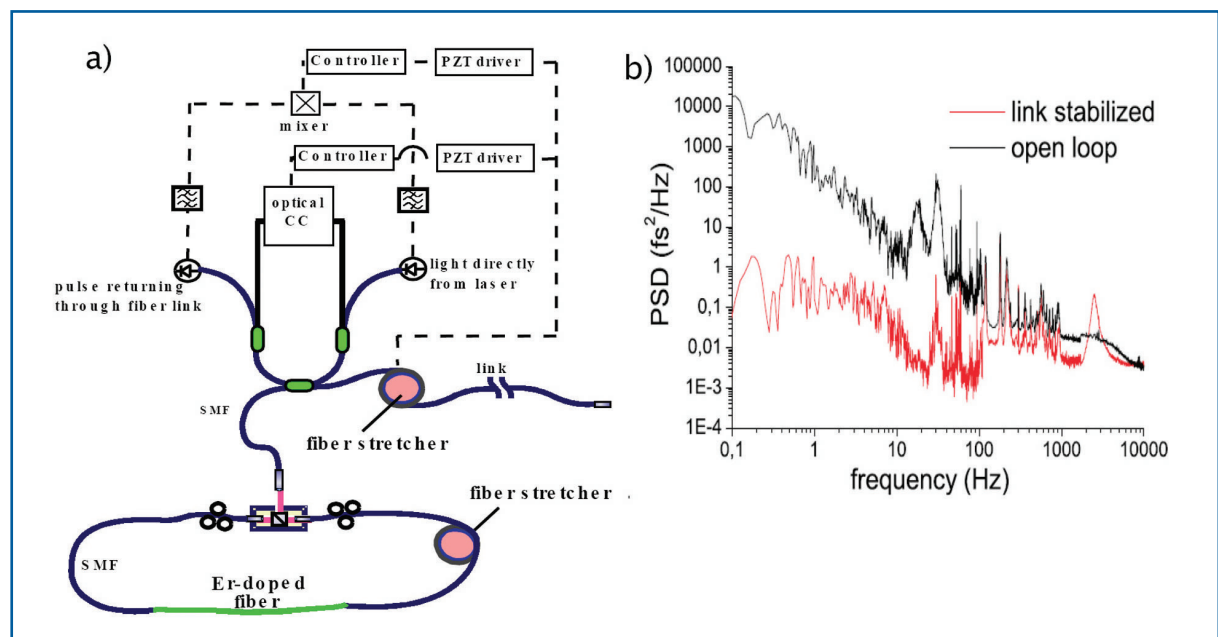 a)
Controller
PZT driver
mixer
Controller
PZT driver
optical
CC
pulse returning
through fiber link
light directly
from laser
SMF
link
fiber stretcher
fiber stretcher
SMF
Er-doped
fiber
b)
100000
10000
1000
100
10
1
0,1
0,01
1E-3
1E-4
PSD (fs²/Hz)
link stabilized
open loop
0,1
1
10
100
1000
10000
frequency (Hz)